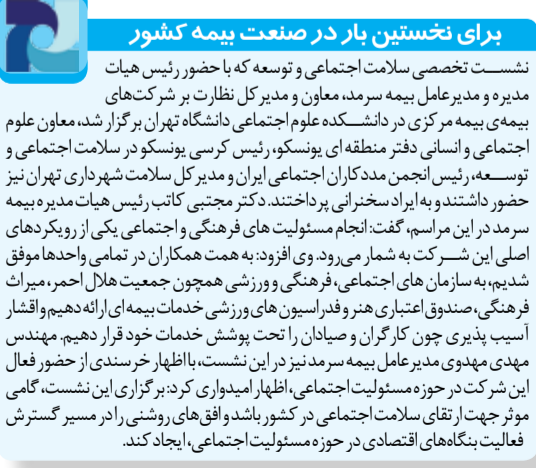 برای نخستین بار در صنعت بیمه کشور
نشست تخصصی سلامت اجتماعی و توسعه که با حضور رئیس هیات
مدیره و مدیرعامل بیمه سرمد، معاون و مدیرکل نظارت بر شرکت‌های
بیمه‌ی بیمه مرکزی در دانشکده علوم اجتماعی دانشگاه تهران برگزار شد، معاون علوم
اجتماعی و انسانی دفتر منطقه ای یونسکو، رئیس کرسی یونسکو در سلامت اجتماعی و
توسعه، رئیس انجمن مددکاران اجتماعی ایران و مدیرکل سلامت شهرداری تهران نیز
حضور داشتند و به ایراد سخنرانی پرداختند. دکتر مجتبی کاتب رئیس هیات مدیره بیمه
سرمد در این مراسم، گفت: انجام مسئولیت های فرهنگی و اجتماعی یکی از رویکردهای
اصلی این شرکت به شمار می‌رود. وی افزود: به همت همکاران در تمامی واحدها موفق
شدیم، به سازمان های اجتماعی، فرهنگی و ورزشی همچون جمعیت هلال احمر، میراث
فرهنگی، صندوق اعتباری هنر و فدراسیون های ورزشی خدمات بیمه ای ارائه دهیم و اقشار
آسیب پذیری چون کارگران و صیادان را تحت پوشش خدمات خود قرار دهیم. مهندس
مهدی مهدوی مدیرعامل بیمه سرمد نیز در این نشست، با اظهار خرسندی از حضور فعال
این شرکت در حوزه مسئولیت اجتماعی، اظهار امیدواری کرد: برگزاری این نشست، گامی
موثر جهت ارتقای سلامت اجتماعی در کشور باشد و افق های روشنی را در مسیر گسترش
فعالیت بنگاه‌های اقتصادی در حوزه مسئولیت اجتماعی، ایجاد کند.